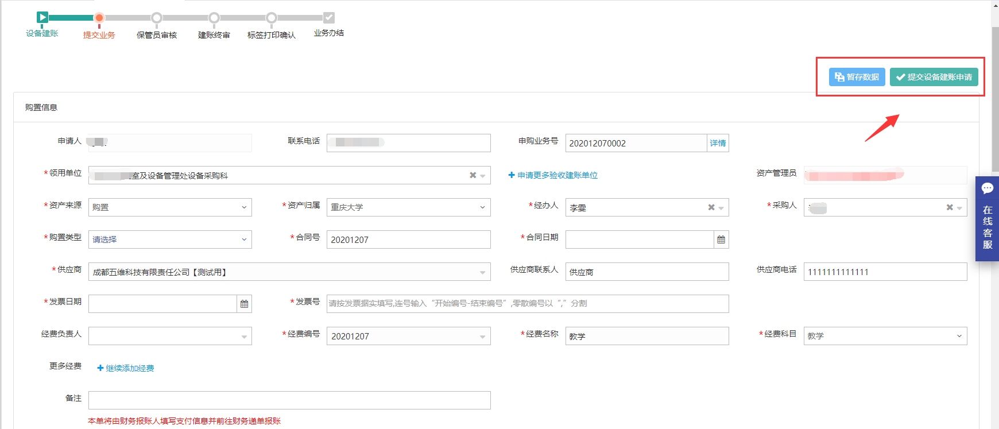 设备建账 提交业务 保管员审核 建账终审 标签打印确认 业务办结
暂存数据 提交设备建账申请
购置信息
申请人 联系电话 申购业务号 202012070002 详情
*领用单位 室及设备管理处设备采购科 申请更多验收建账单位 资产管理员
*资产来源 购置 *资产归属 重庆大学 *经办人 李雯 *采购人
*购置类型 请选择 *合同号 20201207 *合同日期
*供应商 成都五维科技有限责任公司【测试用】 供应商联系人 供应商 供应商电话 1111111111111
*发票日期 *发票号 请按发票据实填写,连号输入“开始编号-结束编号”,零散编号以“,”分割
经费负责人 *经费编号 20201207 *经费名称 教学 *经费科目 教学
更多经费 继续添加经费
备注
本单将由财务报账人填写支付信息并前往财务递单报账
在线客服